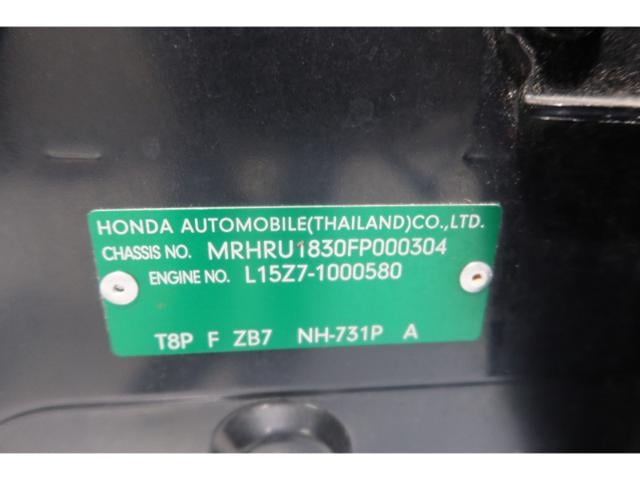 HONDA AUTOMOBILE(THAILAND)CO.,LTD.
CHASSIS NO. MRHRU1830FP000304
ENGINE NO. L15Z7-1000580
T8P F ZB7 NH-731P A